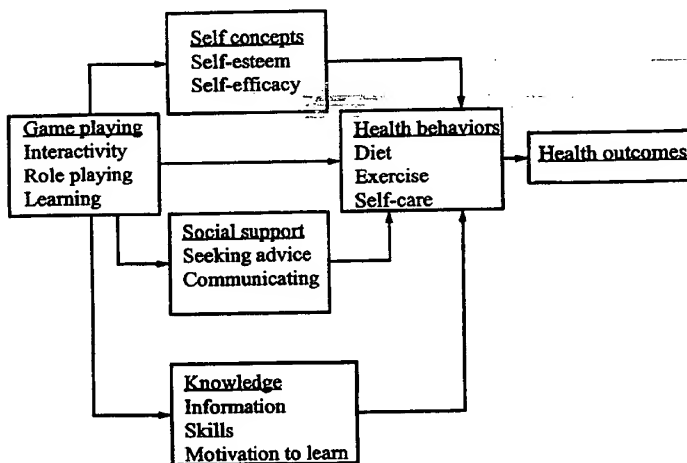 Self concepts
Self-esteem
Self-efficacy
Game playing
Interactivity
Role playing
Learning
Health behaviors
Diet
Exercise
Self-care
Health outcomes
Social support
Seeking advice
Communicating
Knowledge
Information
Skills
Motivation to learn